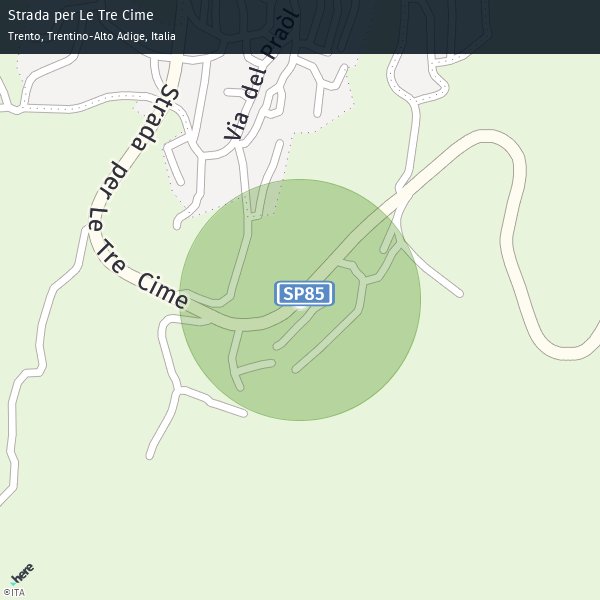 Strada per Le Tre Cime
Trento, Trentino-Alto Adige, Italia
Via del Praòl
Strada per Le Tre Cime
SP85
here
©ITA